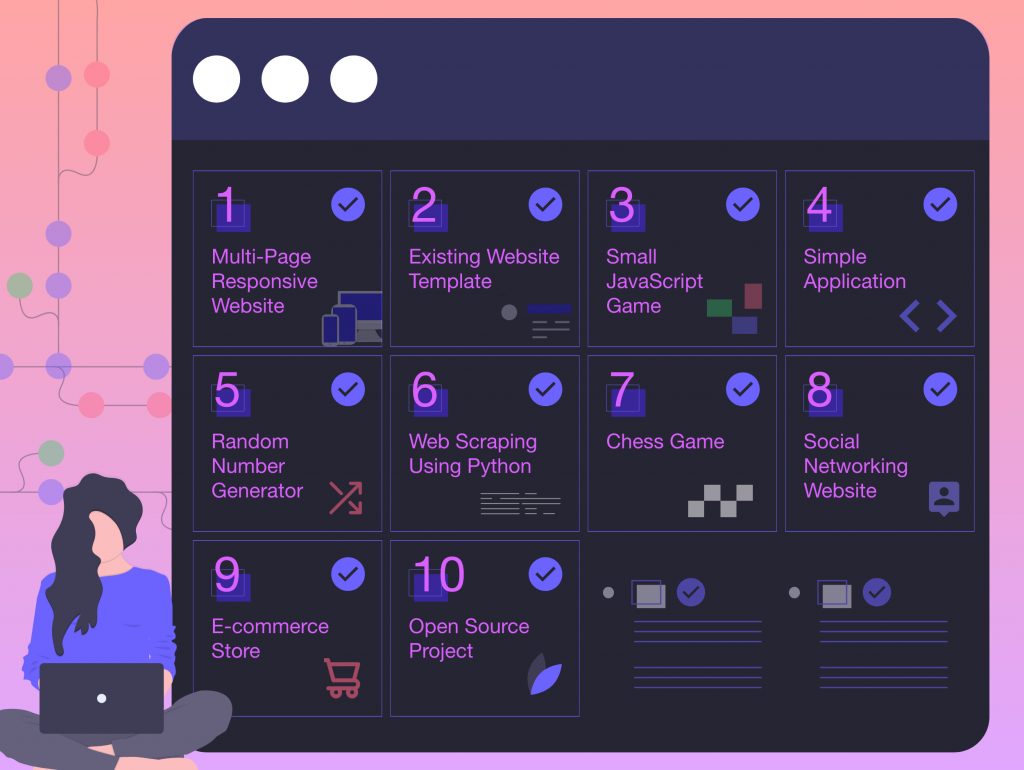 1
Multi-Page
Responsive
Website
2
Existing Website
Template
3
Small
JavaScript
Game
4
Simple
Application
5
Random
Number
Generator
6
Web Scraping
Using Python
7
Chess Game
8
Social
Networking
Website
9
E-commerce
Store
10
Open Source
Project